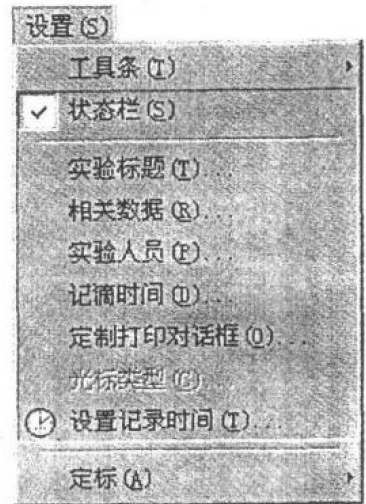 设置(S)
工具条(T)
状态栏(S)
实验标题(T)...
相关数据(R)...
实验人员(P)...
记滴时间(D)...
定制打印对话框(O)...
光标类型(G)...
设置记录时间(T)...
定标(A)